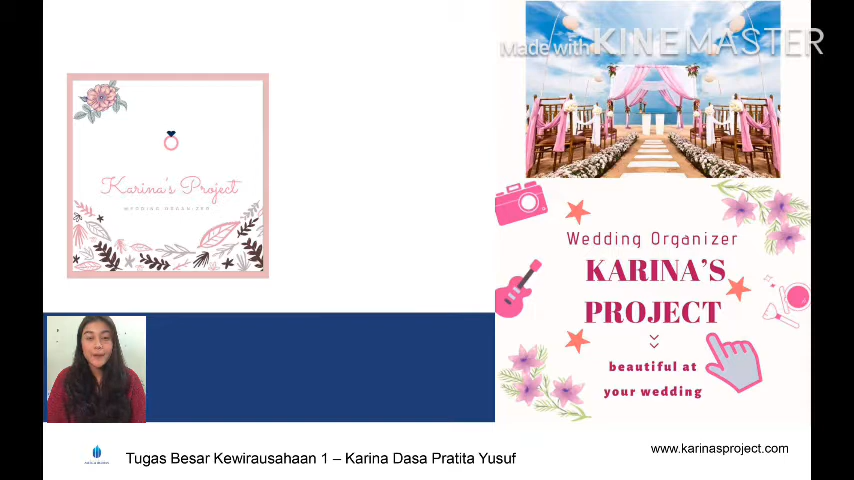 Made with KINEMASTER
Karina's Project
WEDDING ORGANIZER
Wedding Organizer
KARINA'S
PROJECT
beautiful at
your wedding
Tugas Besar Kewirausahaan 1 – Karina Dasa Pratita Yusuf
www.karinasproject.com